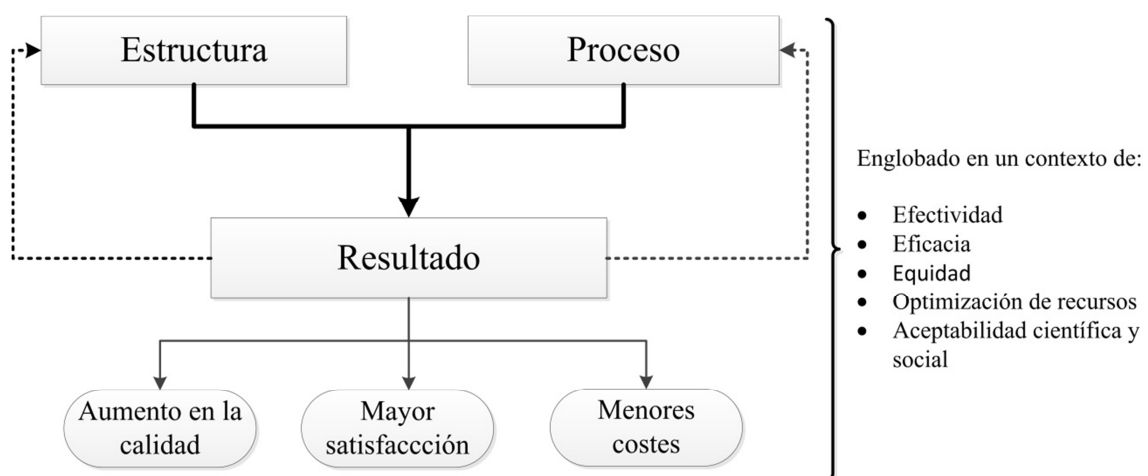 Estructura
Proceso
Resultado
Aumento en la
calidad
Mayor
satisfaccción
Menores
costes
Englobado en un contexto de:
• Efectividad
• Eficacia
• Equidad
• Optimización de recursos
• Aceptabilidad científica y
social